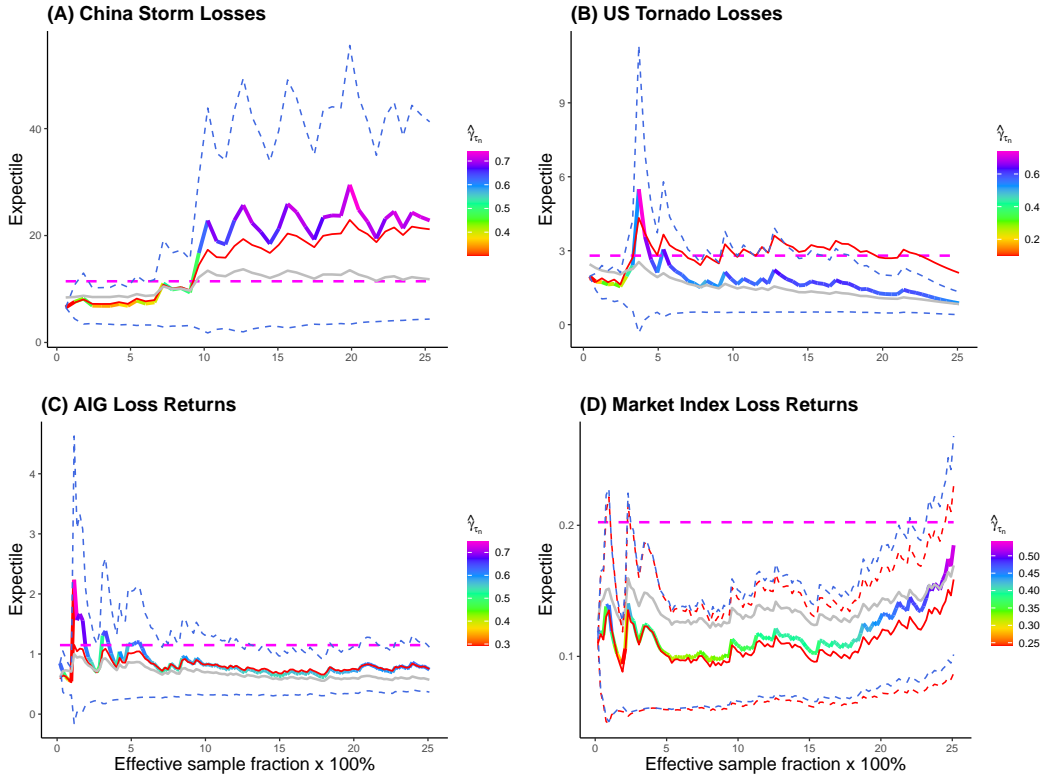 (A) China Storm Losses
Expectile
0
20
40
0 5 10 15 20 25
γ̂τn
0.7
0.6
0.5
0.4
(B) US Tornado Losses
Expectile
0
3
6
9
0 5 10 15 20 25
γ̂τn
0.6
0.4
0.2
(C) AIG Loss Returns
Expectile
0
1
2
3
4
0 5 10 15 20 25
Effective sample fraction x 100%
γ̂τn
0.7
0.6
0.5
0.4
0.3
(D) Market Index Loss Returns
Expectile
0.1
0.2
0 5 10 15 20 25
Effective sample fraction x 100%
γ̂τn
0.50
0.45
0.40
0.35
0.30
0.25